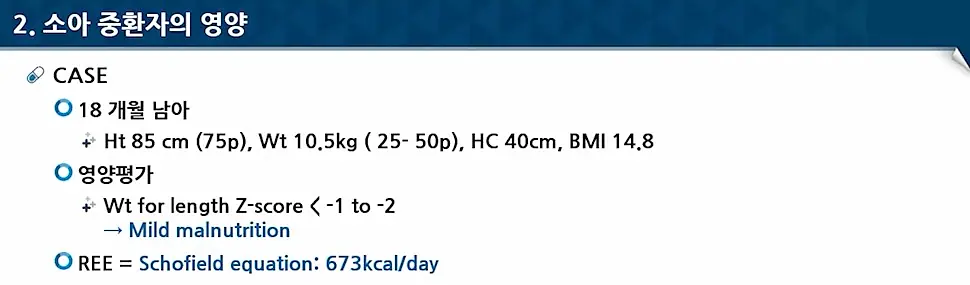 2. 소아 중환자의 영양
CASE
18 개월 남아
Ht 85 cm (75p), Wt 10.5kg ( 25- 50p), HC 40cm, BMI 14.8
영양평가
Wt for length Z-score < -1 to -2
→ Mild malnutrition
REE = Schofield equation: 673kcal/day